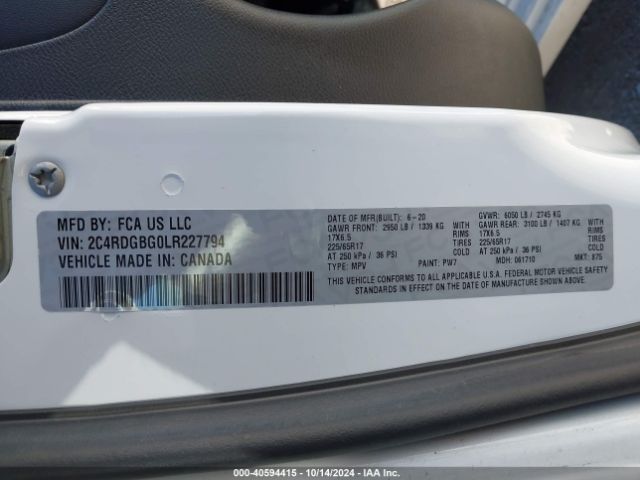 MFD BY: FCA US LLC
VIN: 2C4RDGBG0LR227794
VEHICLE MADE IN: CANADA
DATE OF MFR(BUILT): 6-20
GAWR FRONT: 2950 LB / 1339 KG WITH
17X6.5 RIMS
225/65R17 TIRES
AT 250 kPa / 36 PSI COLD
TYPE: MPV PAINT: PW7
GVWR: 6050 LB / 2745 KG
GAWR REAR: 3100 LB / 1407 KG WITH
17X6.5 RIMS
225/65R17 TIRES
AT 250 kPa / 36 PSI COLD
MDH: 061710 MKT: 875
THIS VEHICLE CONFORMS TO ALL APPLICABLE U.S.A. FEDERAL MOTOR VEHICLE SAFETY
STANDARDS IN EFFECT ON THE DATE OF MANUFACTURE SHOWN ABOVE.
000-40594415 - 10/14/2024 - IAA Inc.